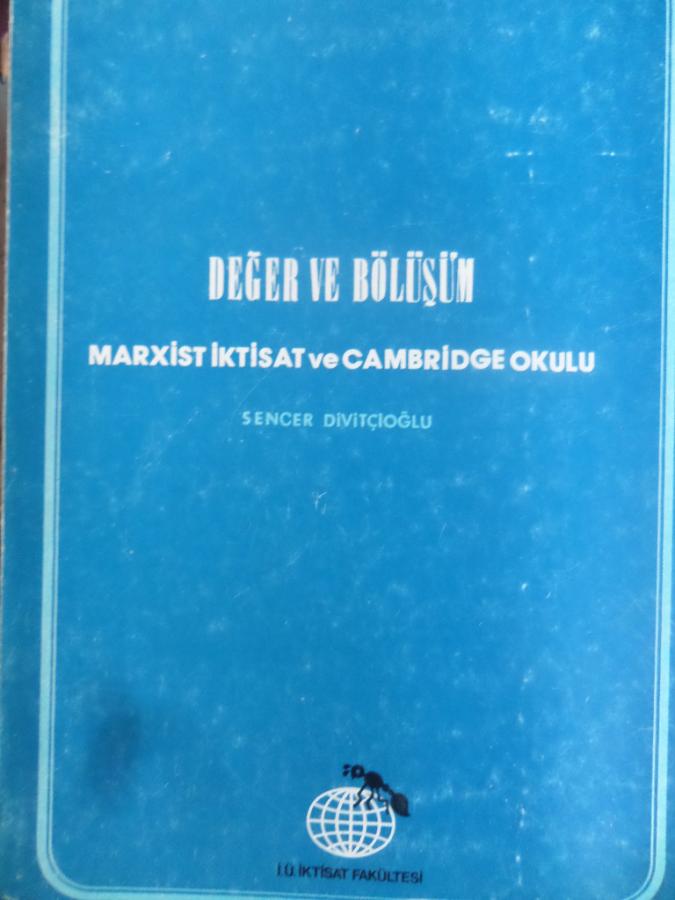 DEĞER VE BÖLÜŞÜM
MARXİST İKTİSAT ve CAMBRİDGE OKULU
SENCER DİVİTÇİOĞLU
İ.Ü. İKTİSAT FAKÜLTESİ